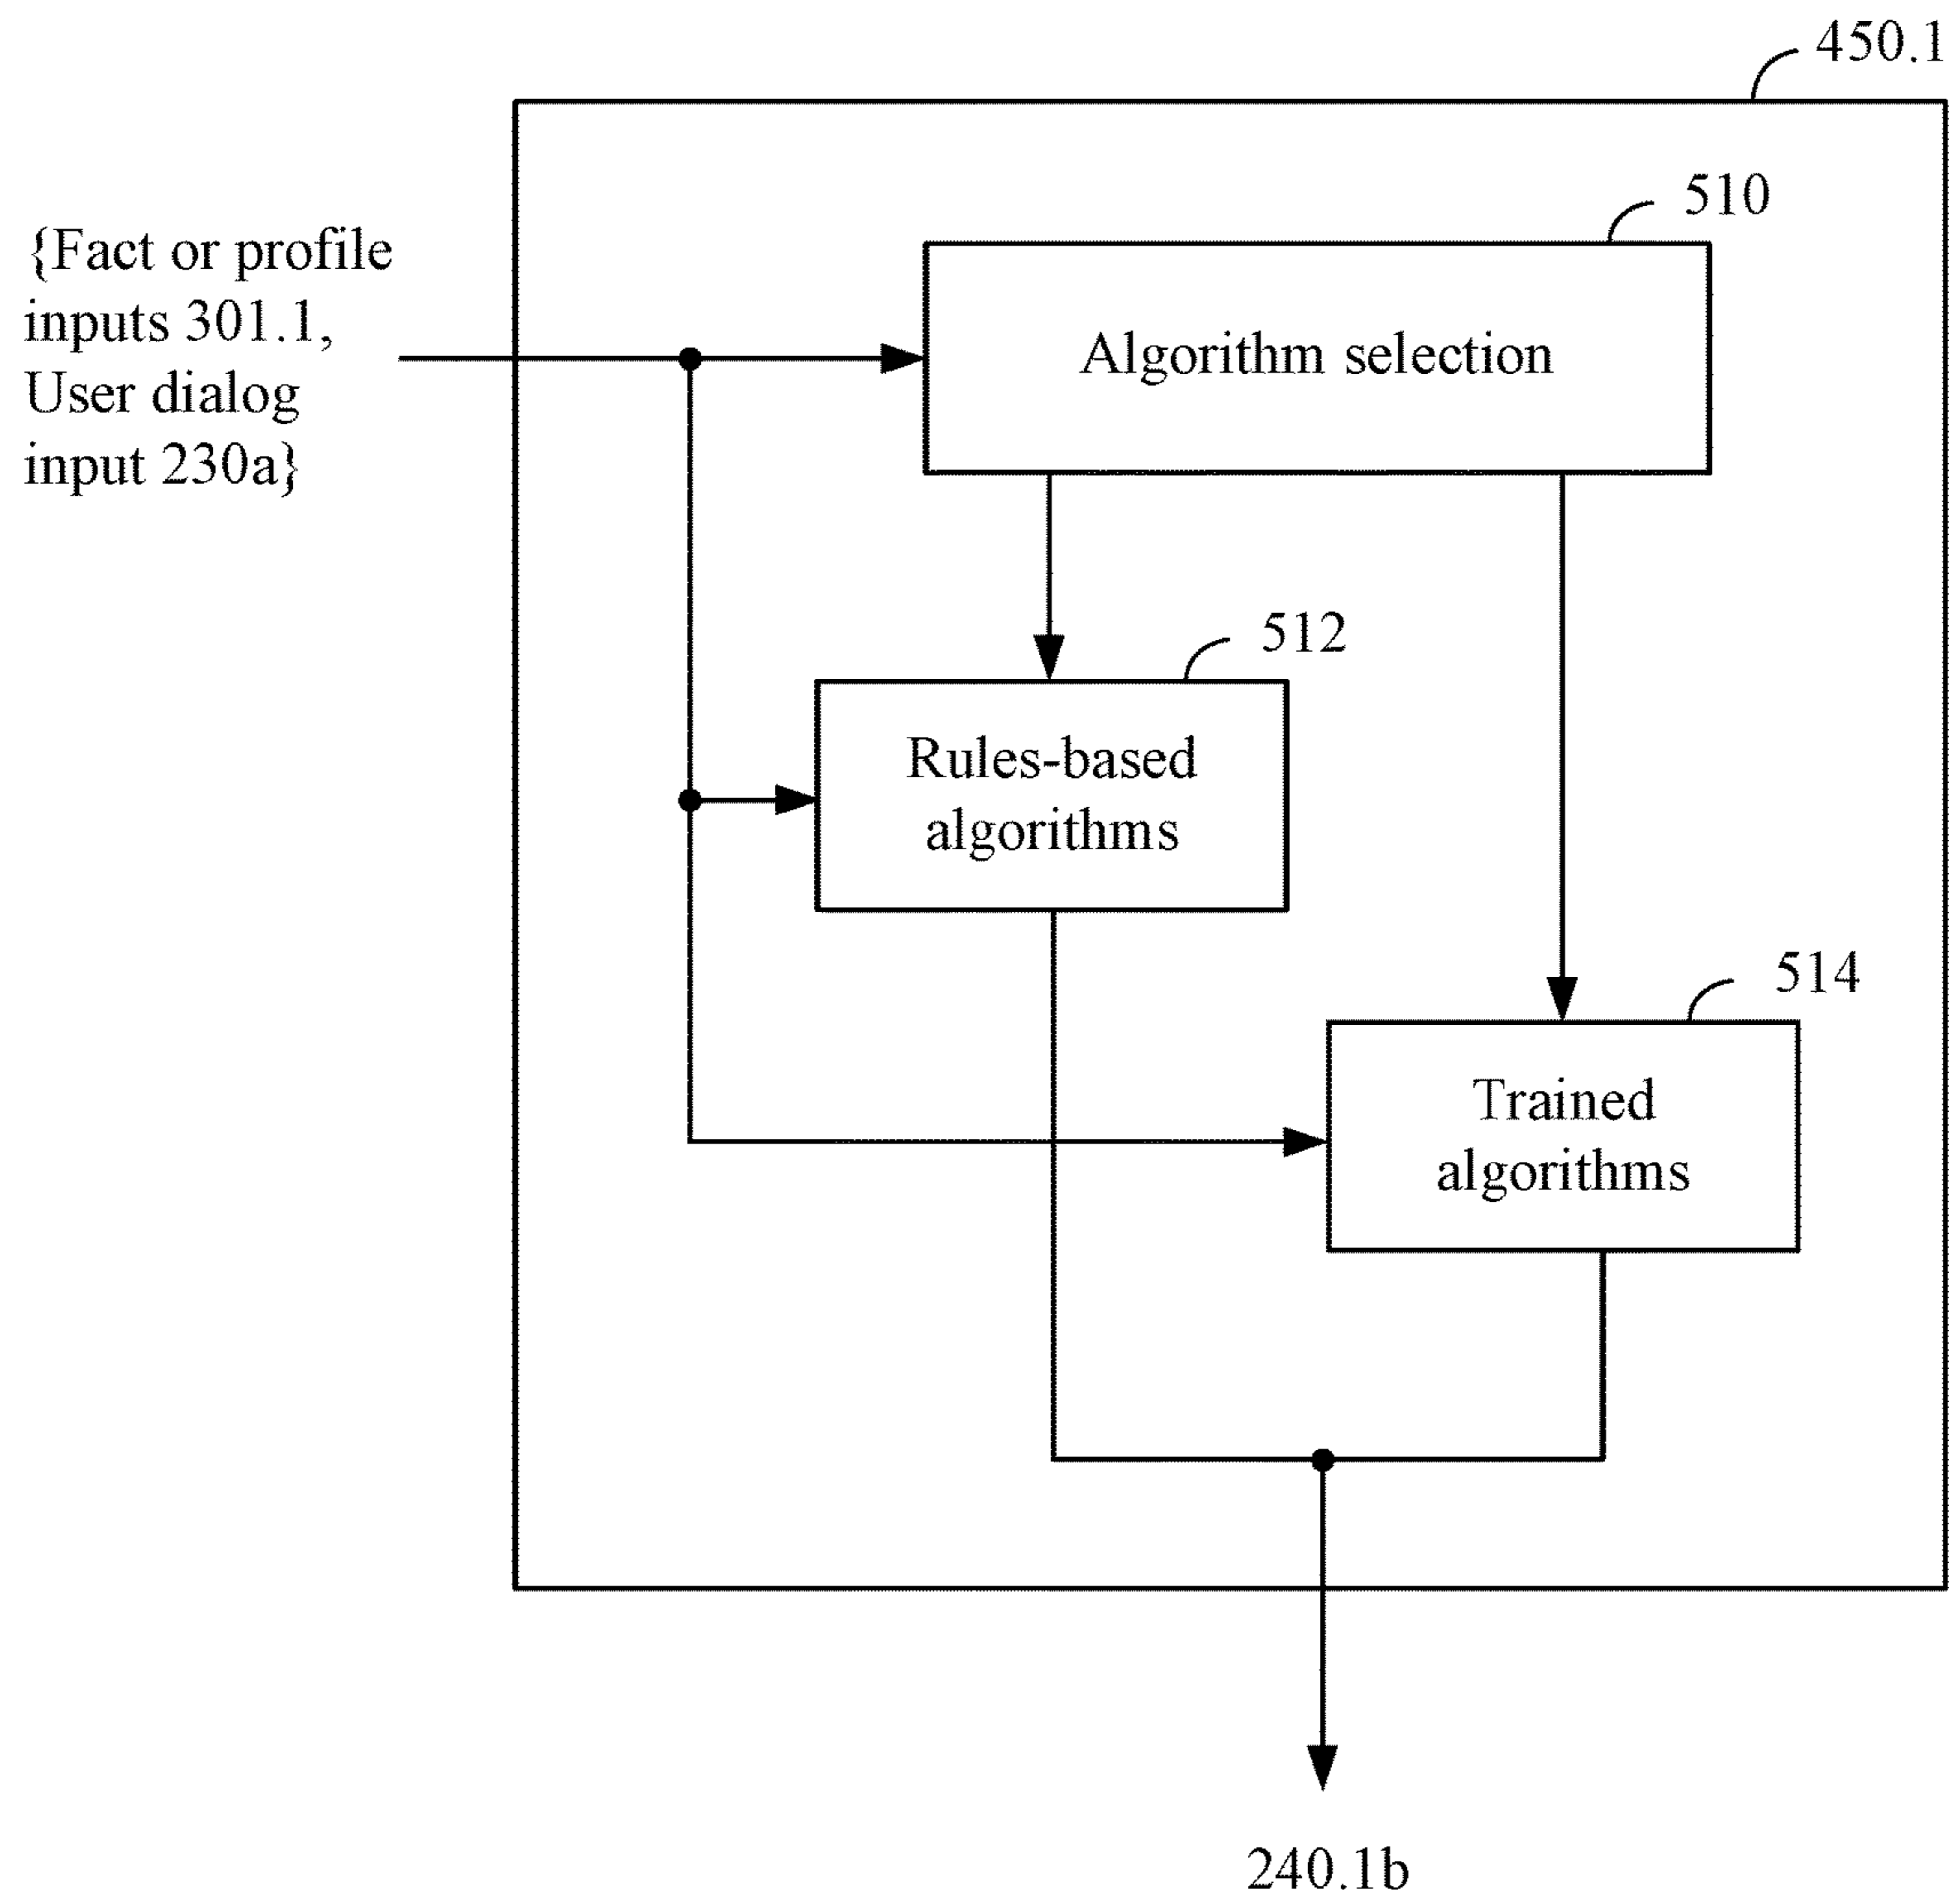 450.1
510
{Fact or profile
inputs 301.1,
User dialog
input 230a}
Algorithm selection
512
Rules-based
algorithms
514
Trained
algorithms
240.1b